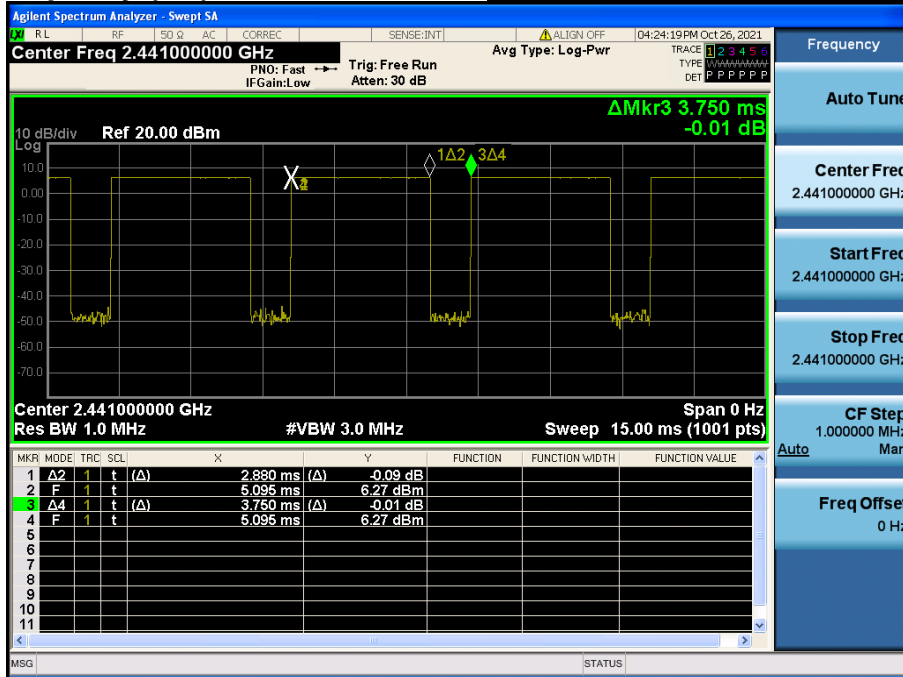 Agilent Spectrum Analyzer - Swept SA
LXI RL RF 50 Ω AC CORREC SENSE:INT ALIGN OFF 04:24:19PM Oct 26, 2021
Center Freq 2.441000000 GHz
PNO: Fast
IFGain:Low
Trig: Free Run
Atten: 30 dB
Avg Type: Log-Pwr
TRACE 1 2 3 4 5 6
TYPE
DET P P P P P P
ΔMkr3 3.750 ms
-0.01 dB
10 dB/div Ref 20.00 dBm
Log
1Δ2 3Δ4
10.0
X
0.00
-10.0
-20.0
-30.0
-40.0
-50.0
-60.0
-70.0
Center 2.441000000 GHz Span 0 Hz
Res BW 1.0 MHz #VBW 3.0 MHz Sweep 15.00 ms (1001 pts)
MKR MODE TRC SCL X Y FUNCTION FUNCTION WIDTH FUNCTION VALUE
1 Δ2 1 t (Δ) 2.880 ms (Δ) -0.09 dB
2 F 1 t 5.095 ms 6.27 dBm
3 Δ4 1 t (Δ) 3.750 ms (Δ) -0.01 dB
4 F 1 t 5.095 ms 6.27 dBm
5
6
7
8
9
10
11
MSG STATUS
Frequency
Auto Tune
Center Freq
2.441000000 GHz
Start Freq
2.441000000 GHz
Stop Freq
2.441000000 GHz
CF Step
1.000000 MHz
Auto Man
Freq Offset
0 Hz